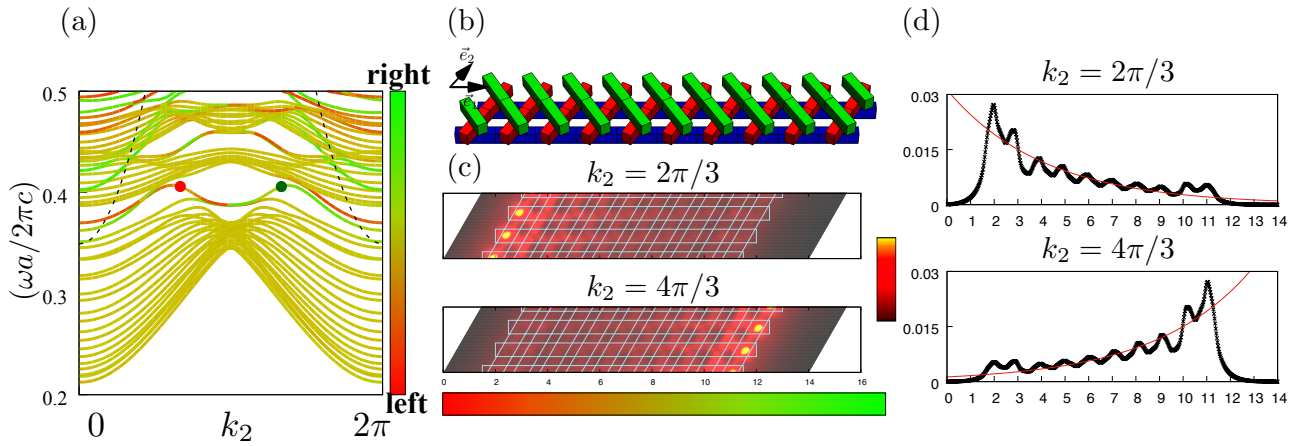 (a)
right
0.5
0.4
0.3
0.2
(ωa/2πc)
0
k₂
2π
left
(b)
e⃗₂
e⃗₁
(c)
k₂ = 2π/3
k₂ = 4π/3
0 2 4 6 8 10 12 14 16
(d)
k₂ = 2π/3
0.03
0.015
0
0 1 2 3 4 5 6 7 8 9 10 11 12 13 14
k₂ = 4π/3
0.03
0.015
0
0 1 2 3 4 5 6 7 8 9 10 11 12 13 14